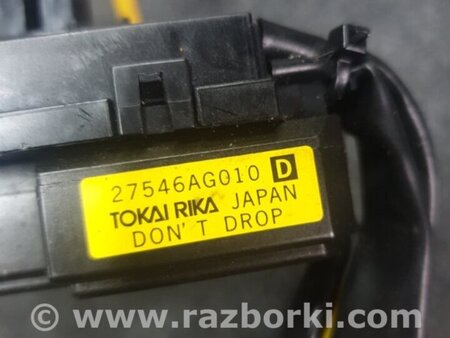 27546AG010 D
TOKAI RIKA JAPAN
DON'T DROP
© www.razborki.com